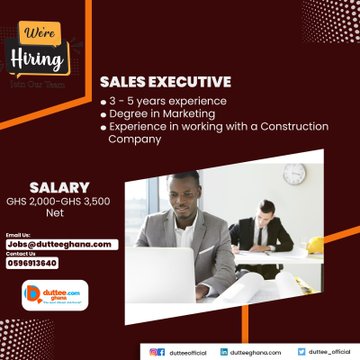 We're
Hiring
Join Our Team
SALES EXECUTIVE
3 - 5 years experience
Degree in Marketing
Experience in working with a Construction
Company
SALARY
GHS 2,000-GHS 3,500
Net
Email Us:
Jobs@dutteeghana.com
Contact Us
0596913640
duttee.com
ghana
dutteeofficial
dutteeghana.com
duttee_official